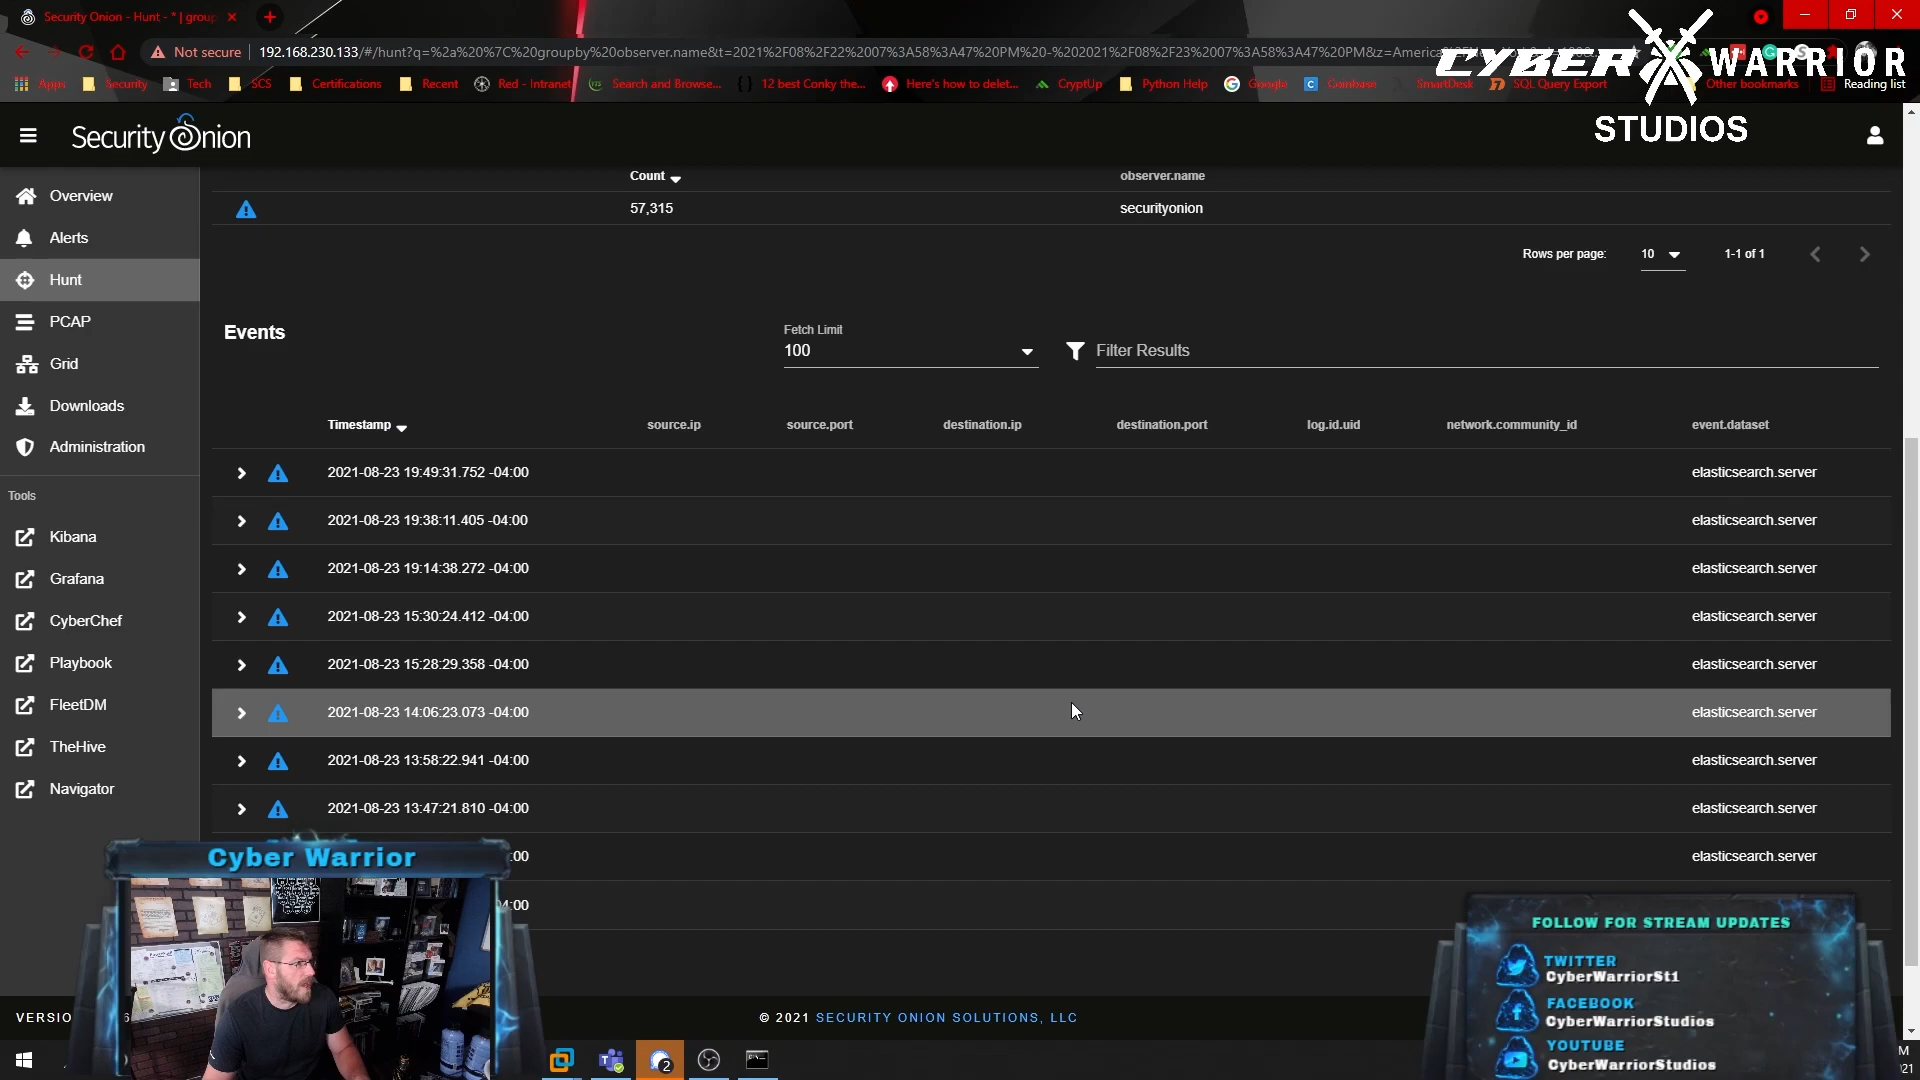 Security Onion - Hunt - * | group
Not secure
192.168.230.133/#/hunt?q=%2a%20%7C%20groupby%20observer.name&t=2021%2F08%2F22%2007%3A58%3A47%20PM%20-%202021%2F08%2F23%2007%3A58%3A47%20PM&z=America
CYBER WARRIOR
STUDIOS
Apps
Security
Tech
SCS
Certifications
Recent
Red - Intranet
Search and Browse...
12 best Conky the...
Here's how to delet...
CryptUp
Python Help
Google
Coinbase
SmartDesk
SQL Query Export
Other bookmarks
Reading list
Security Onion
Overview
Alerts
Hunt
PCAP
Grid
Downloads
Administration
Tools
Kibana
Grafana
CyberChef
Playbook
FleetDM
TheHive
Navigator
Count observer.name
57,315 securityonion
Rows per page: 10 1-1 of 1
Events
Fetch Limit
100
Filter Results
Timestamp source.ip source.port destination.ip destination.port log.id.uid network.community_id event.dataset
2021-08-23 19:49:31.752 -04:00 elasticsearch.server
2021-08-23 19:38:11.405 -04:00 elasticsearch.server
2021-08-23 19:14:38.272 -04:00 elasticsearch.server
2021-08-23 15:30:24.412 -04:00 elasticsearch.server
2021-08-23 15:28:29.358 -04:00 elasticsearch.server
2021-08-23 14:06:23.073 -04:00 elasticsearch.server
2021-08-23 13:58:22.941 -04:00 elasticsearch.server
2021-08-23 13:47:21.810 -04:00 elasticsearch.server
:00 elasticsearch.server
4:00
Cyber Warrior
FOLLOW FOR STREAM UPDATES
TWITTER
CyberWarriorSt1
FACEBOOK
CyberWarriorStudios
YOUTUBE
CyberWarriorStudios
VERSIO
© 2021 SECURITY ONION SOLUTIONS, LLC
2
M
21